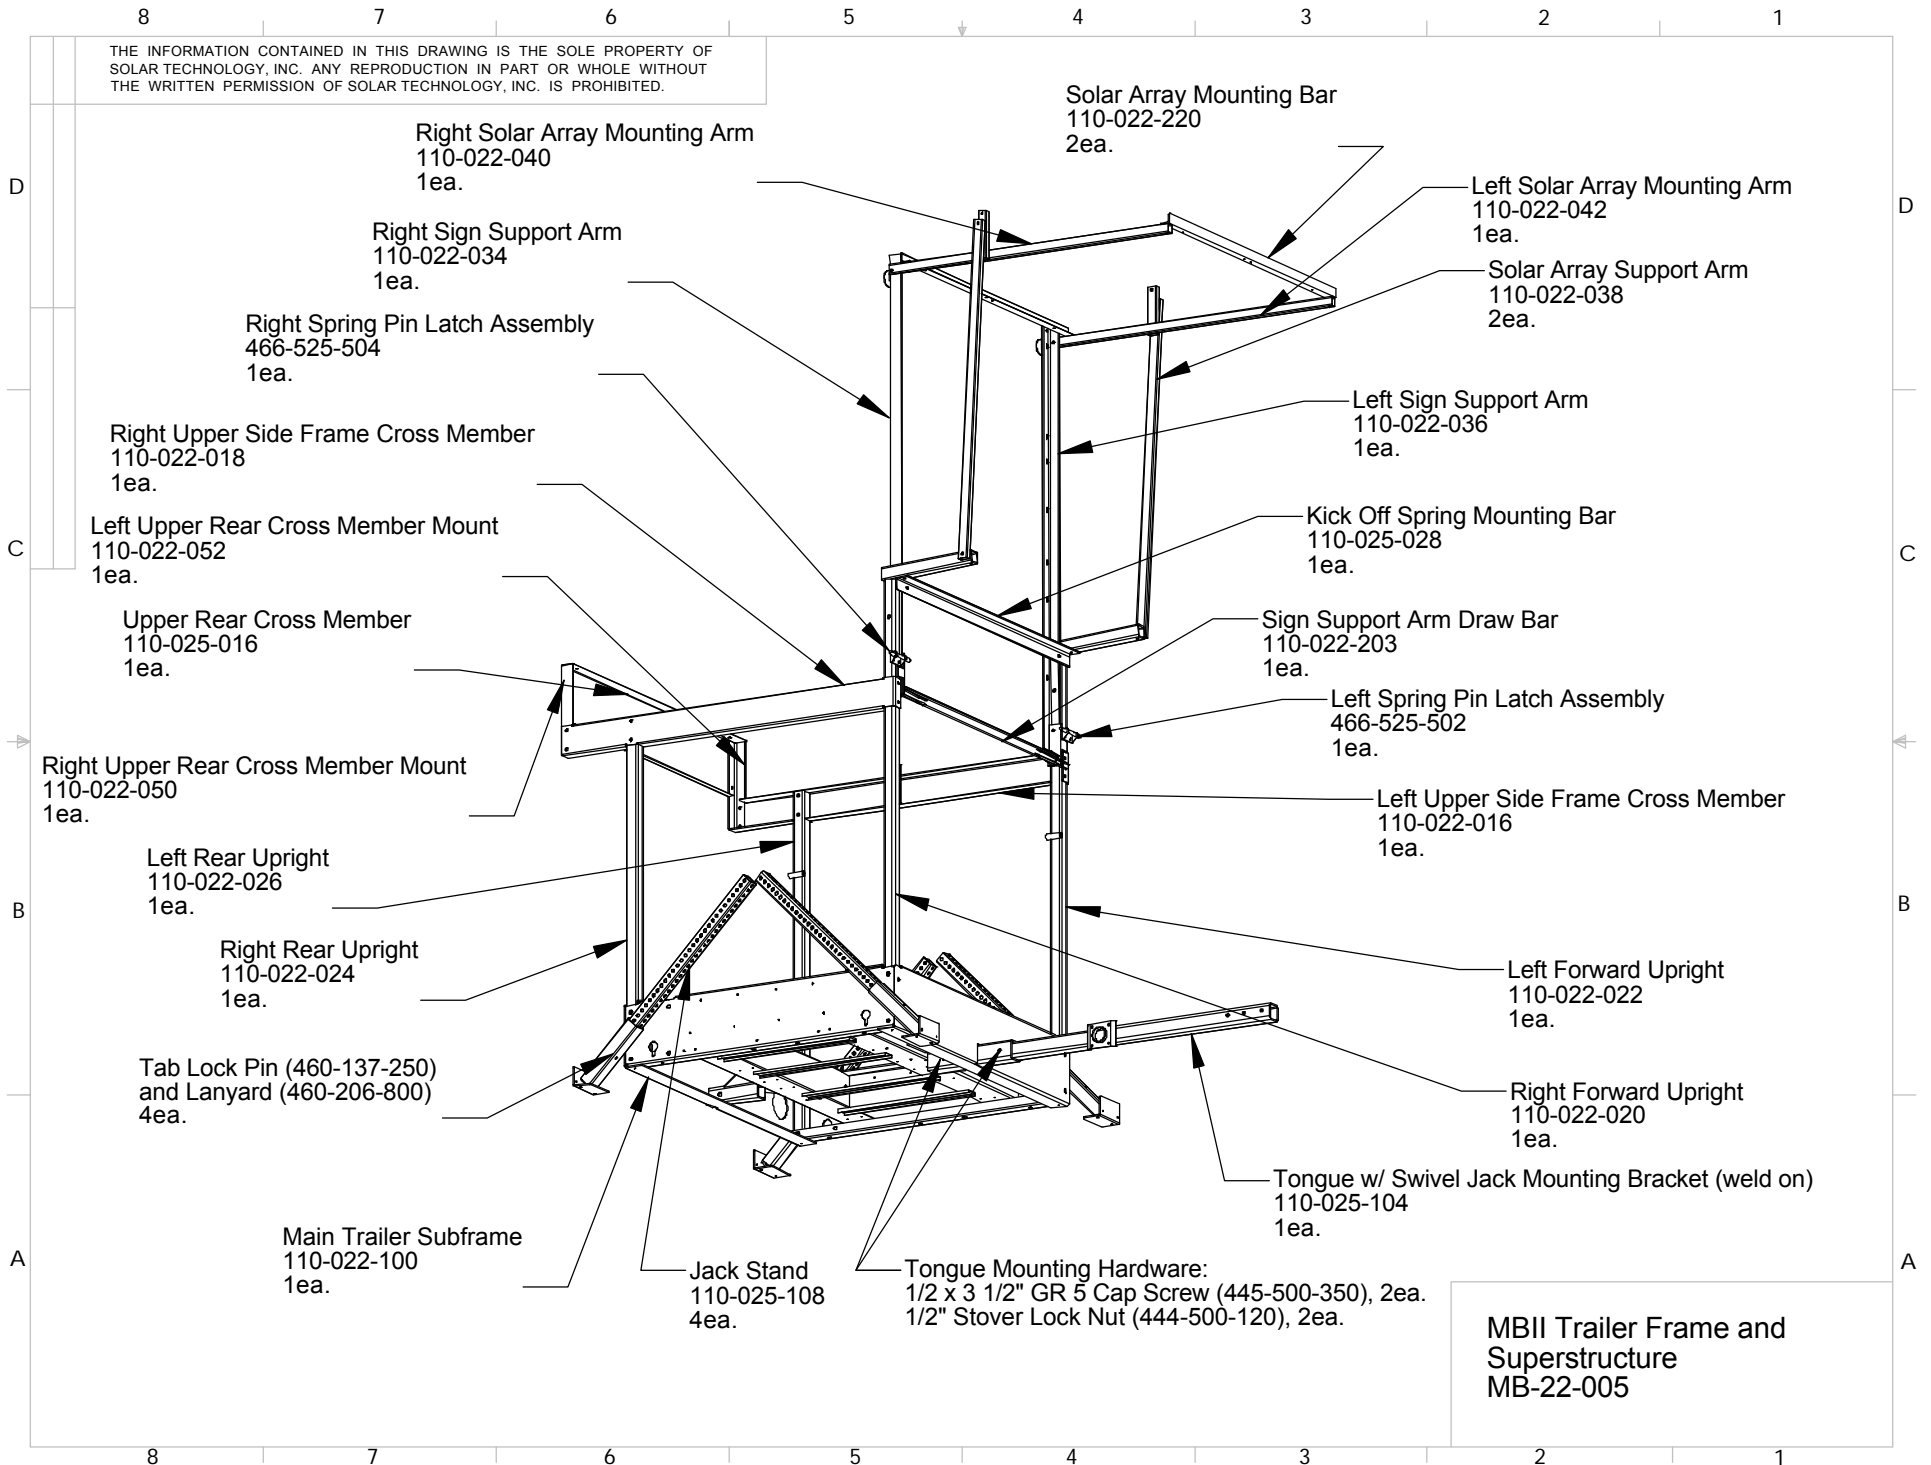 8 7 6 5 4 3 2 1
THE INFORMATION CONTAINED IN THIS DRAWING IS THE SOLE PROPERTY OF
SOLAR TECHNOLOGY, INC. ANY REPRODUCTION IN PART OR WHOLE WITHOUT
THE WRITTEN PERMISSION OF SOLAR TECHNOLOGY, INC. IS PROHIBITED.
Solar Array Mounting Bar
110-022-220
2ea.
Right Solar Array Mounting Arm
110-022-040
1ea.
D
D
Left Solar Array Mounting Arm
110-022-042
1ea.
Right Sign Support Arm
110-022-034
1ea.
Solar Array Support Arm
110-022-038
2ea.
Right Spring Pin Latch Assembly
466-525-504
1ea.
Left Sign Support Arm
110-022-036
1ea.
Right Upper Side Frame Cross Member
110-022-018
1ea.
Kick Off Spring Mounting Bar
110-025-028
1ea.
Left Upper Rear Cross Member Mount
110-022-052
1ea.
C
C
Upper Rear Cross Member
110-025-016
1ea.
Sign Support Arm Draw Bar
110-022-203
1ea.
Left Spring Pin Latch Assembly
466-525-502
1ea.
Right Upper Rear Cross Member Mount
110-022-050
1ea.
Left Upper Side Frame Cross Member
110-022-016
1ea.
Left Rear Upright
110-022-026
1ea.
B
B
Right Rear Upright
110-022-024
1ea.
Left Forward Upright
110-022-022
1ea.
Tab Lock Pin (460-137-250)
and Lanyard (460-206-800)
4ea.
Right Forward Upright
110-022-020
1ea.
Tongue w/ Swivel Jack Mounting Bracket (weld on)
110-025-104
1ea.
Main Trailer Subframe
110-022-100
1ea.
A
A
Jack Stand
110-025-108
4ea.
Tongue Mounting Hardware:
1/2 x 3 1/2" GR 5 Cap Screw (445-500-350), 2ea.
1/2" Stover Lock Nut (444-500-120), 2ea.
MBII Trailer Frame and
Superstructure
MB-22-005
8 7 6 5 4 3 2 1